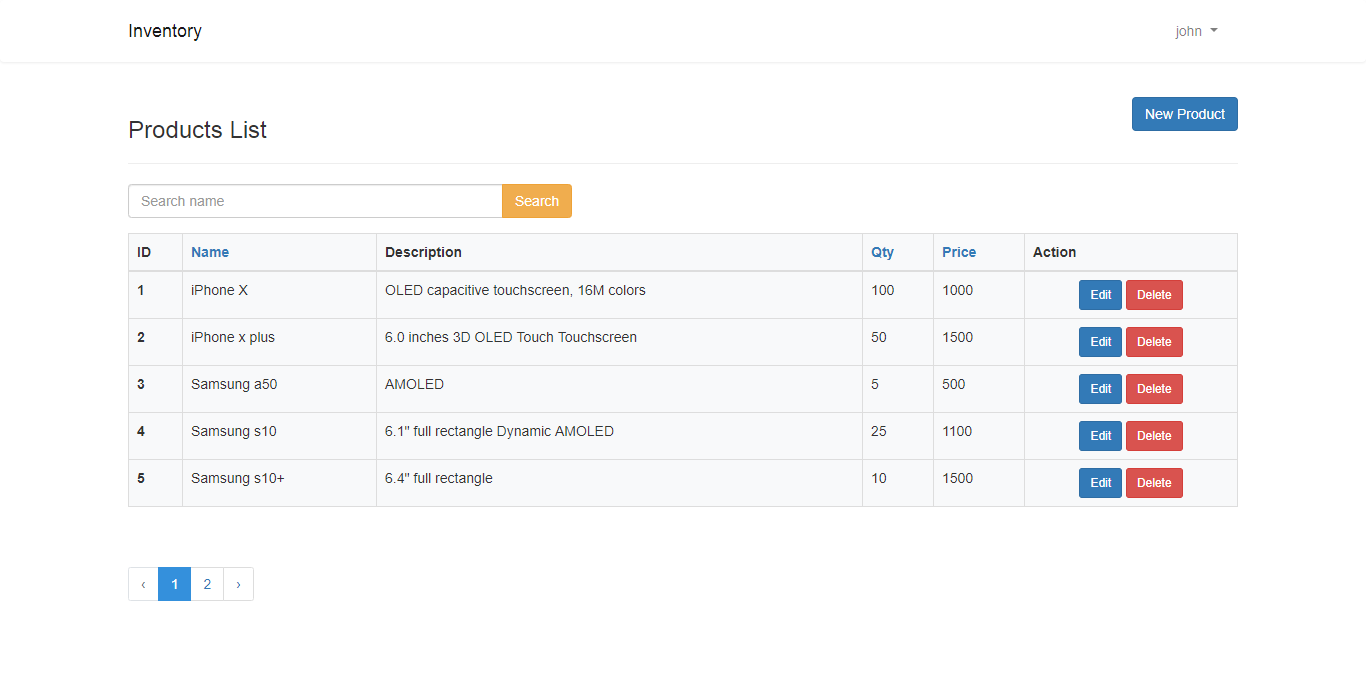 Inventory john
Products List New Product
Search name Search
ID Name Description Qty Price Action
1 iPhone X OLED capacitive touchscreen, 16M colors 100 1000 Edit Delete
2 iPhone x plus 6.0 inches 3D OLED Touch Touchscreen 50 1500 Edit Delete
3 Samsung a50 AMOLED 5 500 Edit Delete
4 Samsung s10 6.1" full rectangle Dynamic AMOLED 25 1100 Edit Delete
5 Samsung s10+ 6.4" full rectangle 10 1500 Edit Delete
‹ 1 2 ›